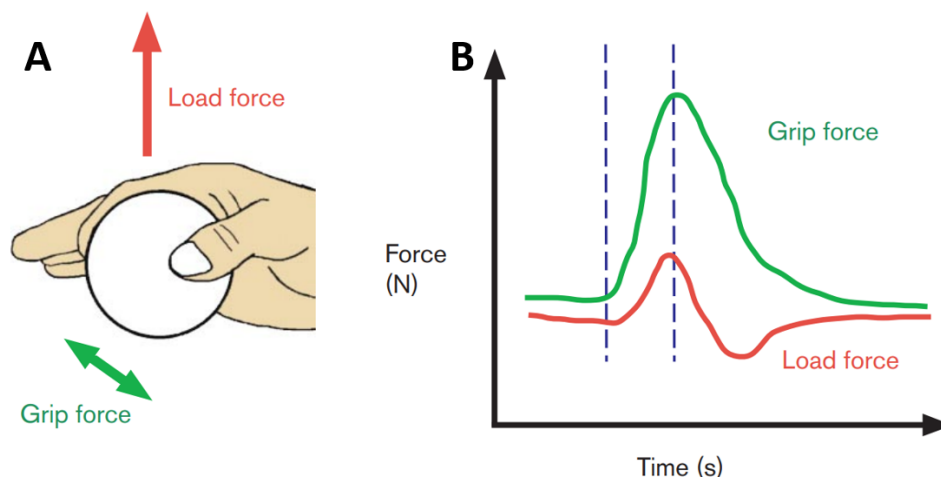 A
Load force
Grip force
B
Grip force
Force
(N)
Load force
Time (s)